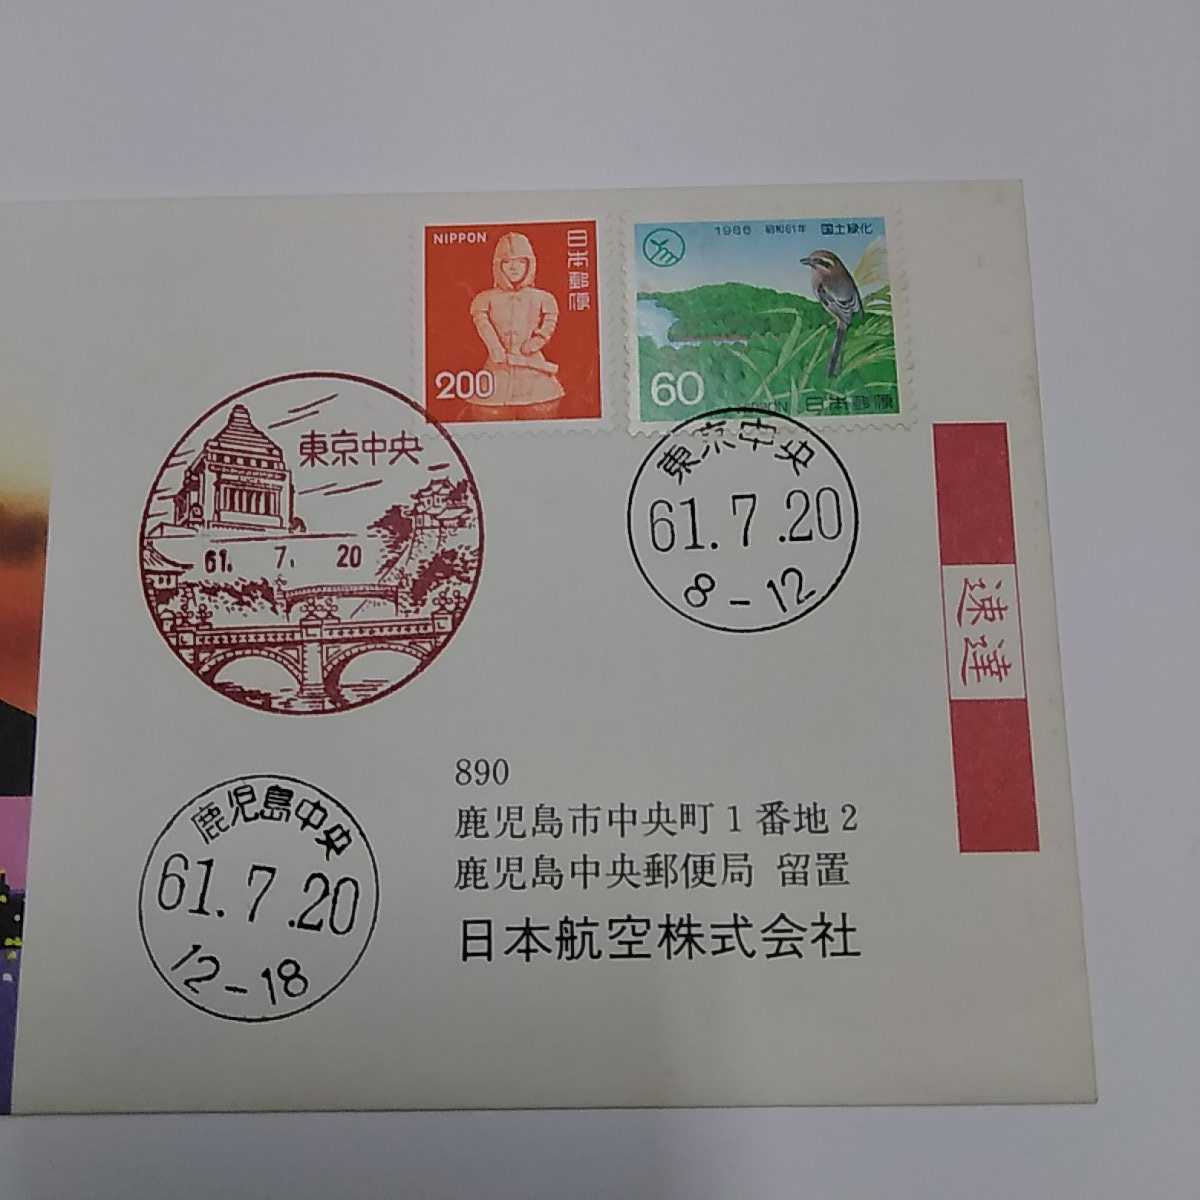 NIPPON
日本郵便
200
1986 昭和61年 国土緑化
60
NIPPON 日本郵便
東京中央
61. 7. 20
東京中央
61.7.20
8-12
速達
鹿児島中央
61.7.20
12-18
890
鹿児島市中央町1番地2
鹿児島中央郵便局 留置
日本航空株式会社